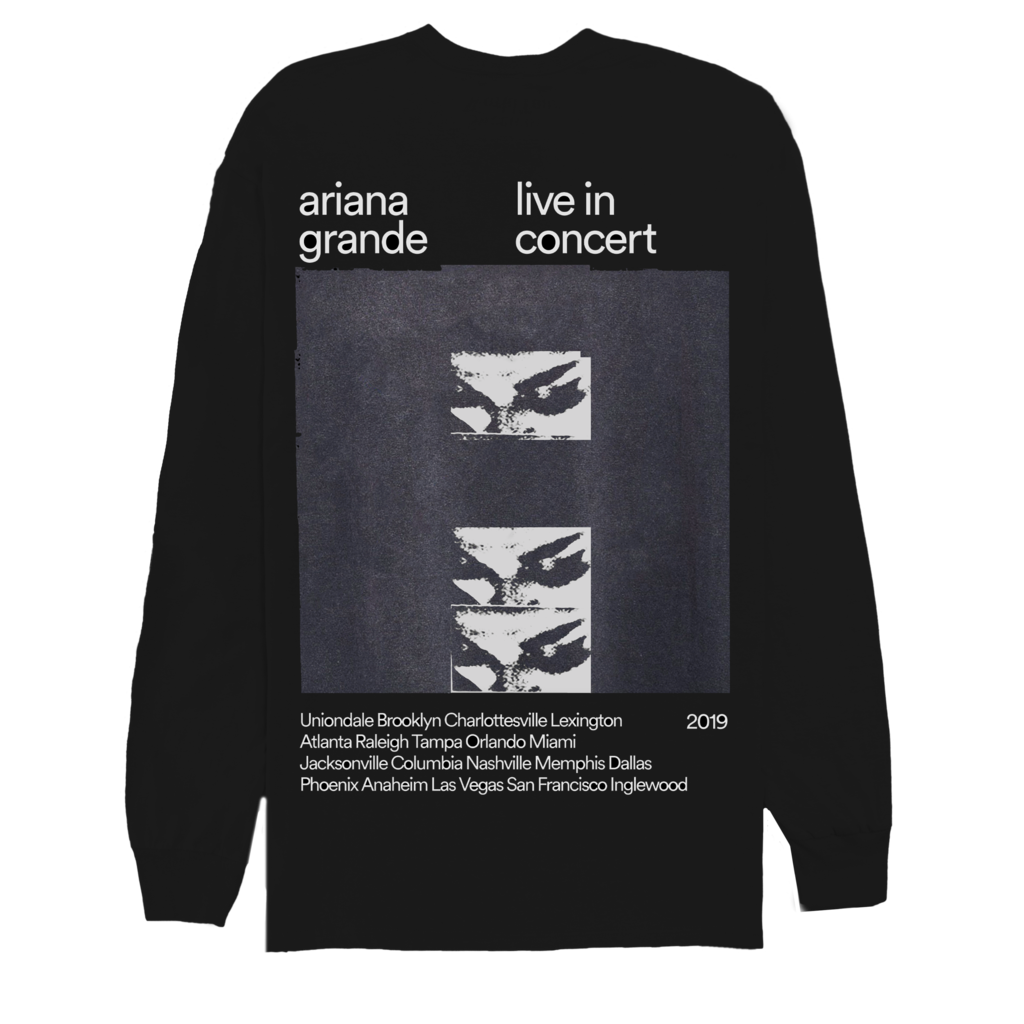 ariana grande
live in concert
Uniondale Brooklyn Charlottesville Lexington
2019
Atlanta Raleigh Tampa Orlando Miami
Jacksonville Columbia Nashville Memphis Dallas
Phoenix Anaheim Las Vegas San Francisco Inglewood